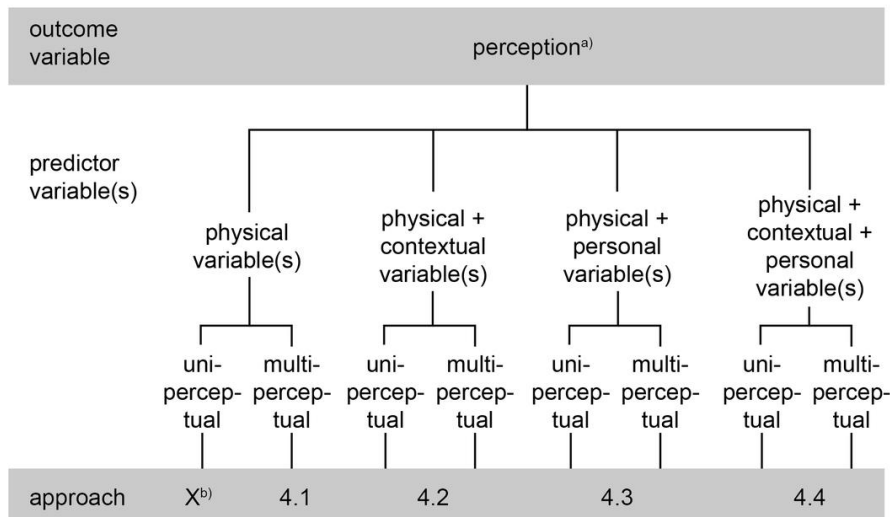 outcome
variable
perceptionᵃ⁾
predictor
variable(s)
physical
variable(s)
physical +
contextual
variable(s)
physical +
personal
variable(s)
physical +
contextual +
personal
variable(s)
uni-
percep-
tual
multi-
percep-
tual
uni-
percep-
tual
multi-
percep-
tual
uni-
percep-
tual
multi-
percep-
tual
uni-
percep-
tual
multi-
percep-
tual
approach Xᵇ⁾ 4.1 4.2 4.3 4.4